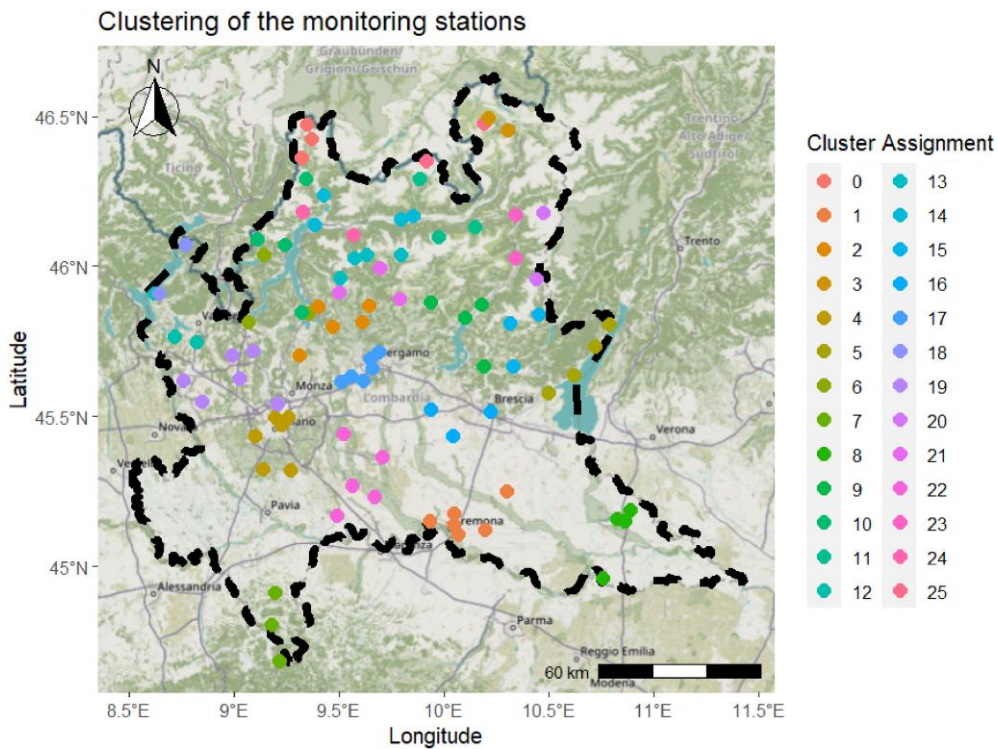 Clustering of the monitoring stations
Graubünden/
Grigioni/Grischun
N
Ticino
Trentino-
Alto Adige
Südtirol
Trento
Bergamo
Monza
Lombardia
Brescia
Verona
Pavia
Alessandria
Parma
Reggio Emilia
Modena
60 km
46.5°N
46°N
45.5°N
45°N
8.5°E
9°E
9.5°E
10°E
10.5°E
11°E
11.5°E
Latitude
Longitude
Cluster Assignment
0
1
2
3
4
5
6
7
8
9
10
11
12
13
14
15
16
17
18
19
20
21
22
23
24
25